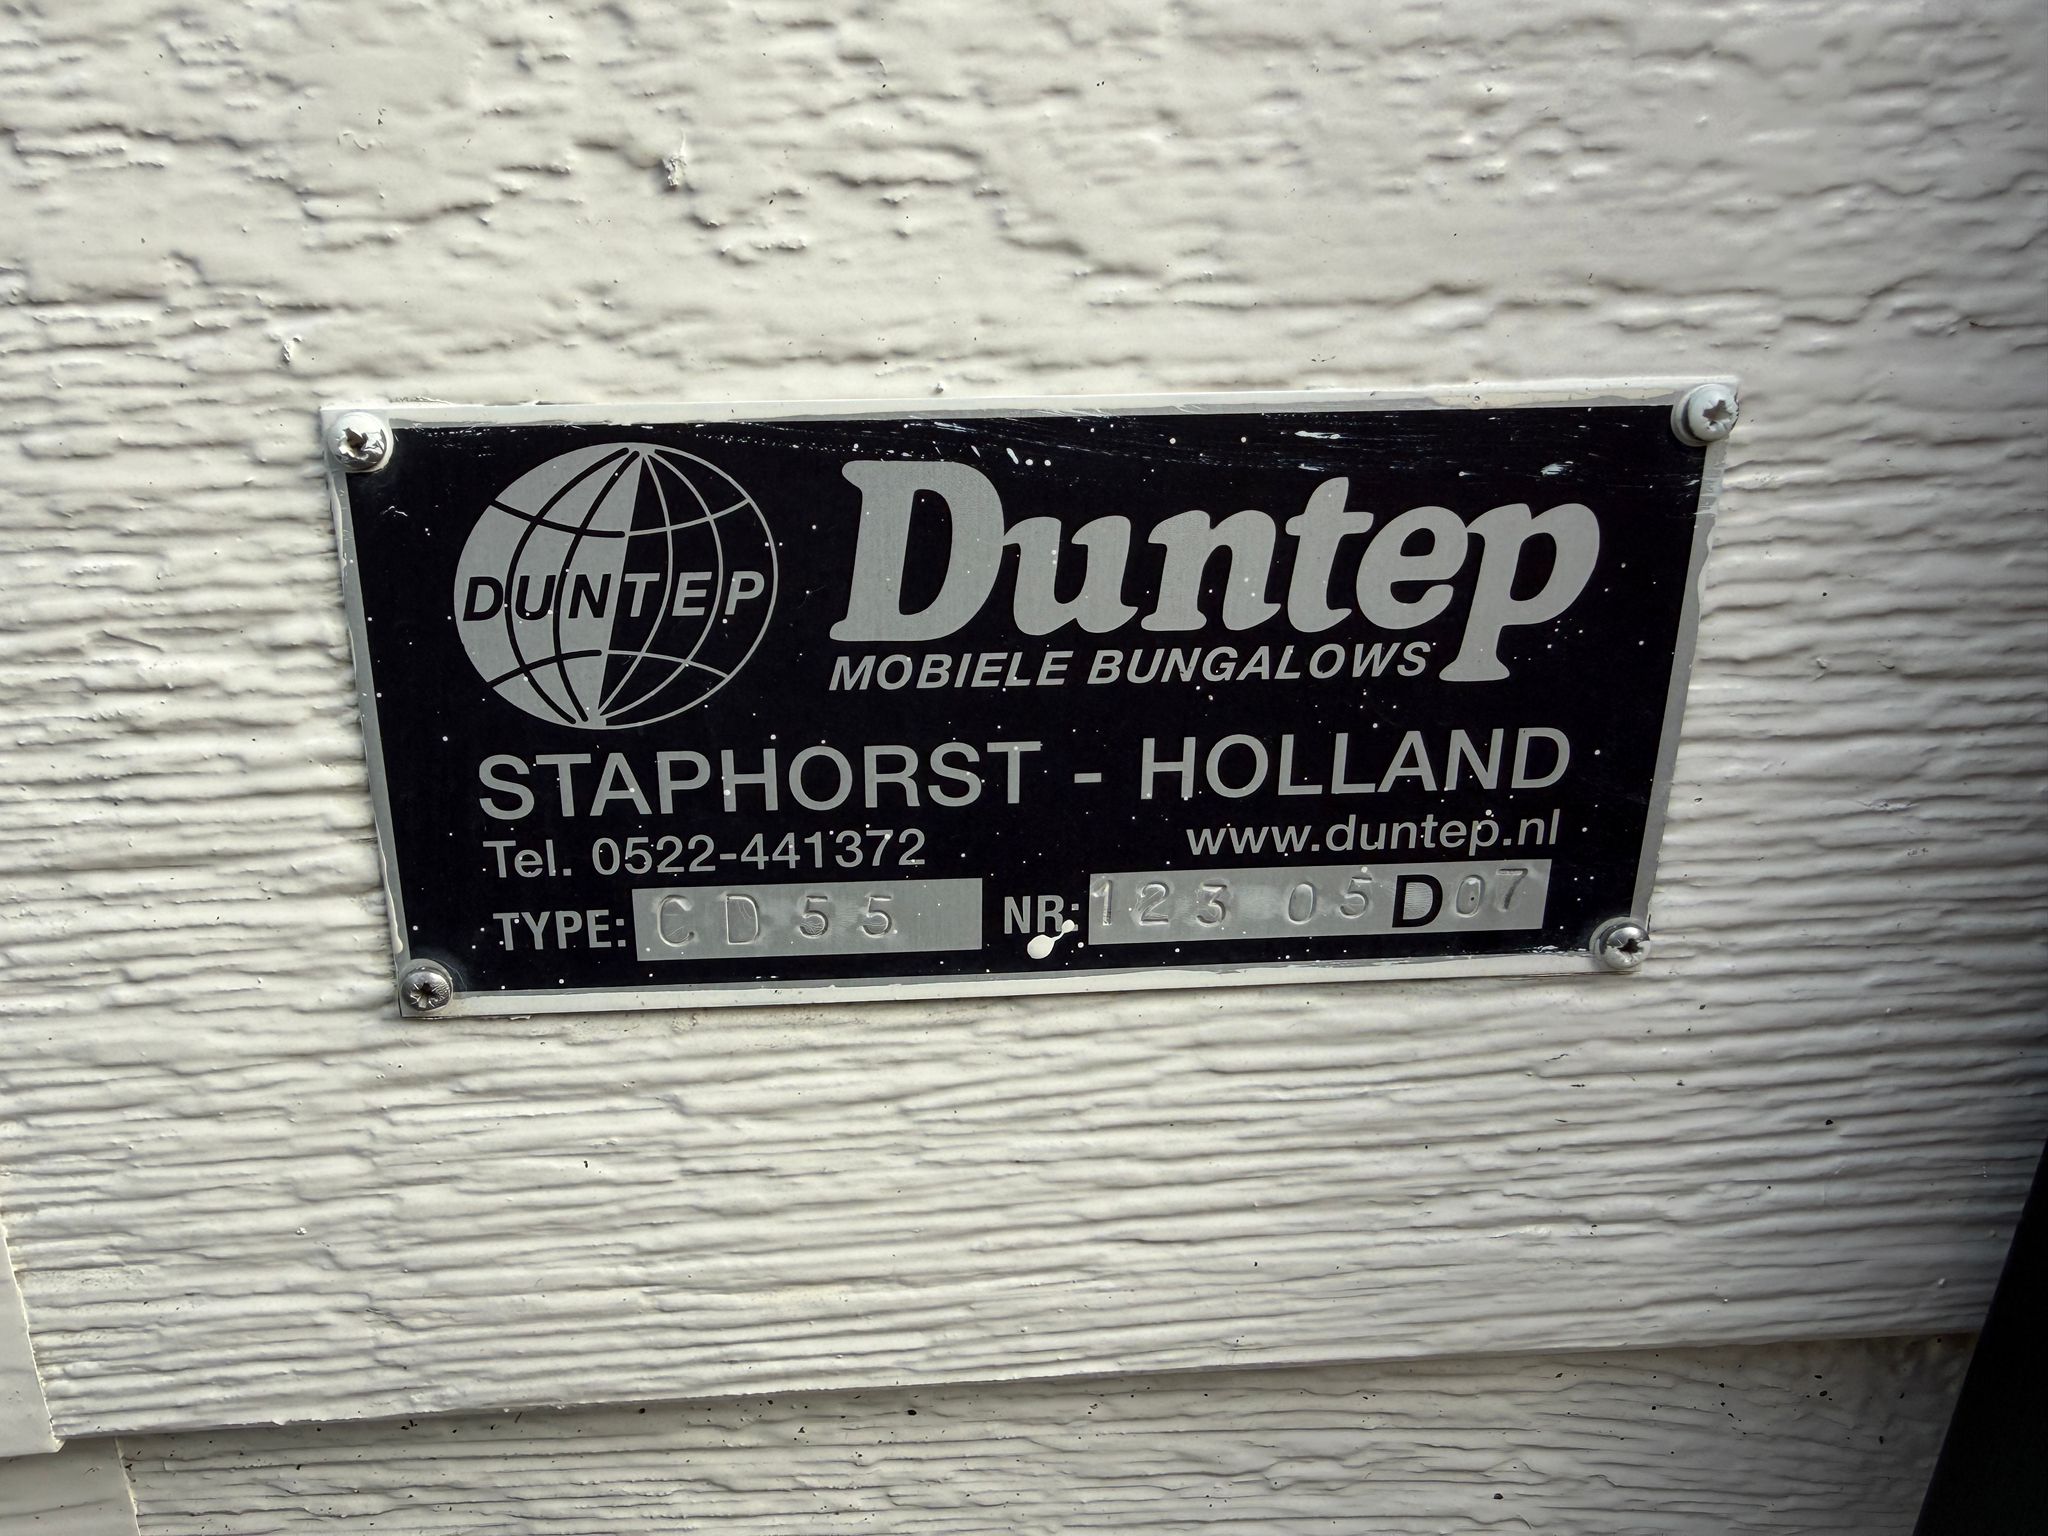 DUNTEP
Duntep
MOBIELE BUNGALOWS
STAPHORST - HOLLAND
Tel. 0522-441372 www.duntep.nl
TYPE: CD55 NR: 123 05D07